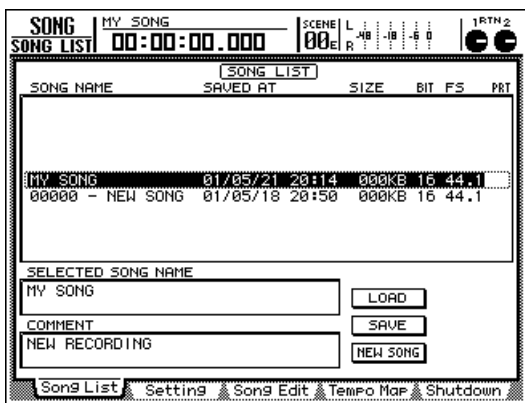 SONG
MY SONG
SCENE
L -48 -18 -6 0
1 RTN 2
SONG LIST
00:00:00.000
00E
R
SONG LIST
SONG NAME SAVED AT SIZE BIT FS PRT
MY SONG 01/05/21 20:14 000KB 16 44.1
00000 - NEW SONG 01/05/18 20:50 000KB 16 44.1
SELECTED SONG NAME
MY SONG
LOAD
COMMENT
SAVE
NEW RECORDING
NEW SONG
Song List Setting Song Edit Tempo Map Shutdown